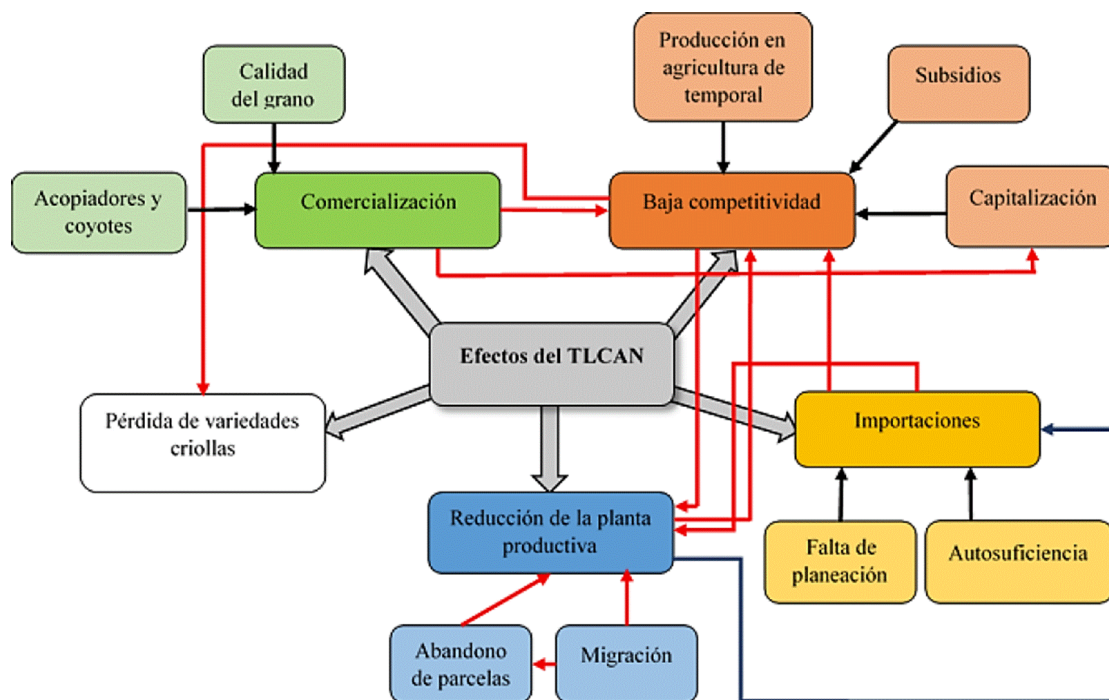 Calidad
del grano
Producción en
agricultura de
temporal
Subsidios
Acopiadores y
coyotes
Comercialización
Baja competitividad
Capitalización
Efectos del TLCAN
Pérdida de variedades
criollas
Importaciones
Reducción de la planta
productiva
Falta de
planeación
Autosuficiencia
Abandono
de parcelas
Migración